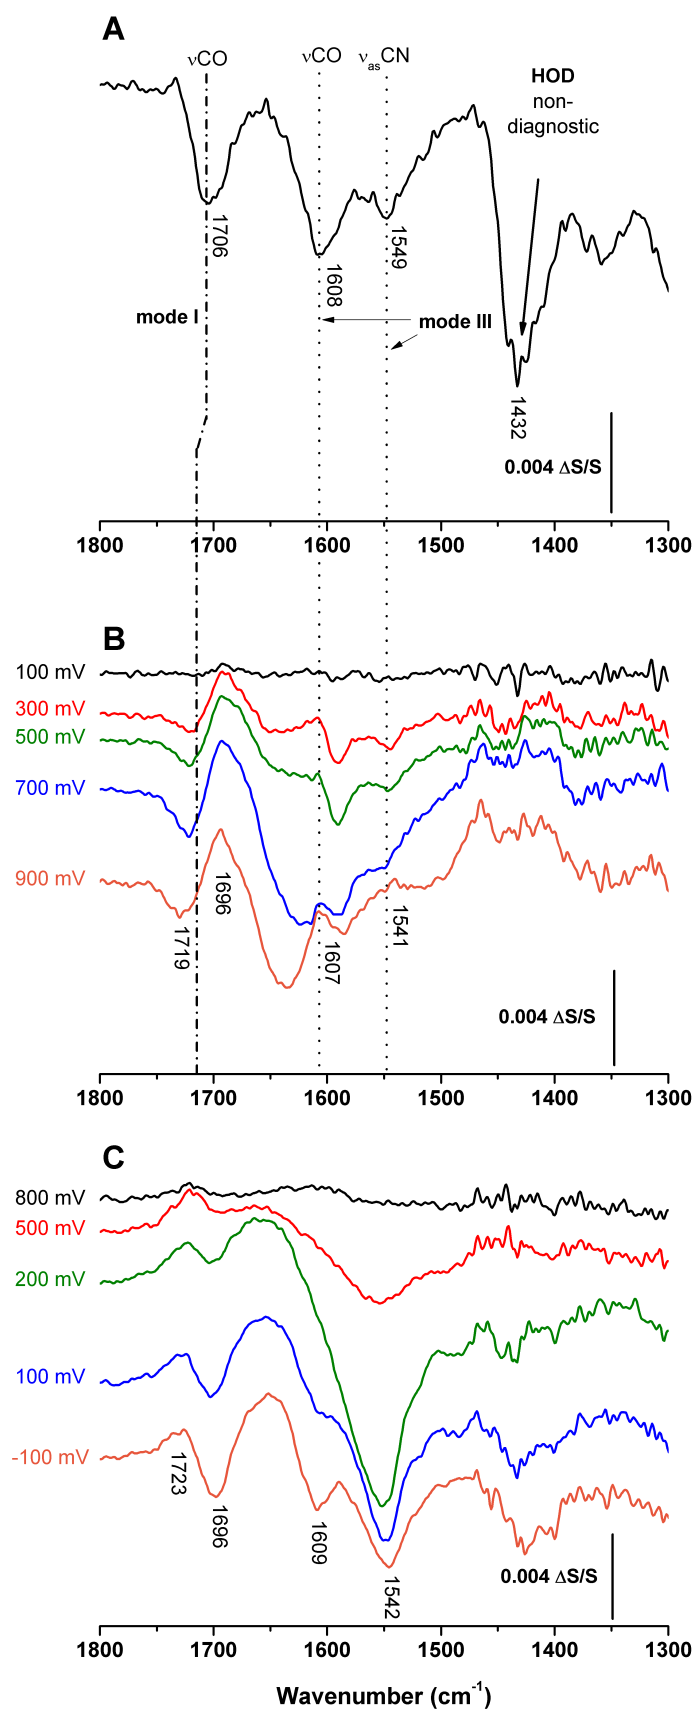 A
νCO νCO νasCN
HOD
non-
diagnostic
1706
1608
1549
mode I
mode III
1432
0.004 ΔS/S
1800 1700 1600 1500 1400 1300
B
100 mV
300 mV
500 mV
700 mV
900 mV
1719
1696
1607
1541
0.004 ΔS/S
1800 1700 1600 1500 1400 1300
C
800 mV
500 mV
200 mV
100 mV
-100 mV
1723
1696
1609
1542
0.004 ΔS/S
1800 1700 1600 1500 1400 1300
Wavenumber (cm⁻¹)